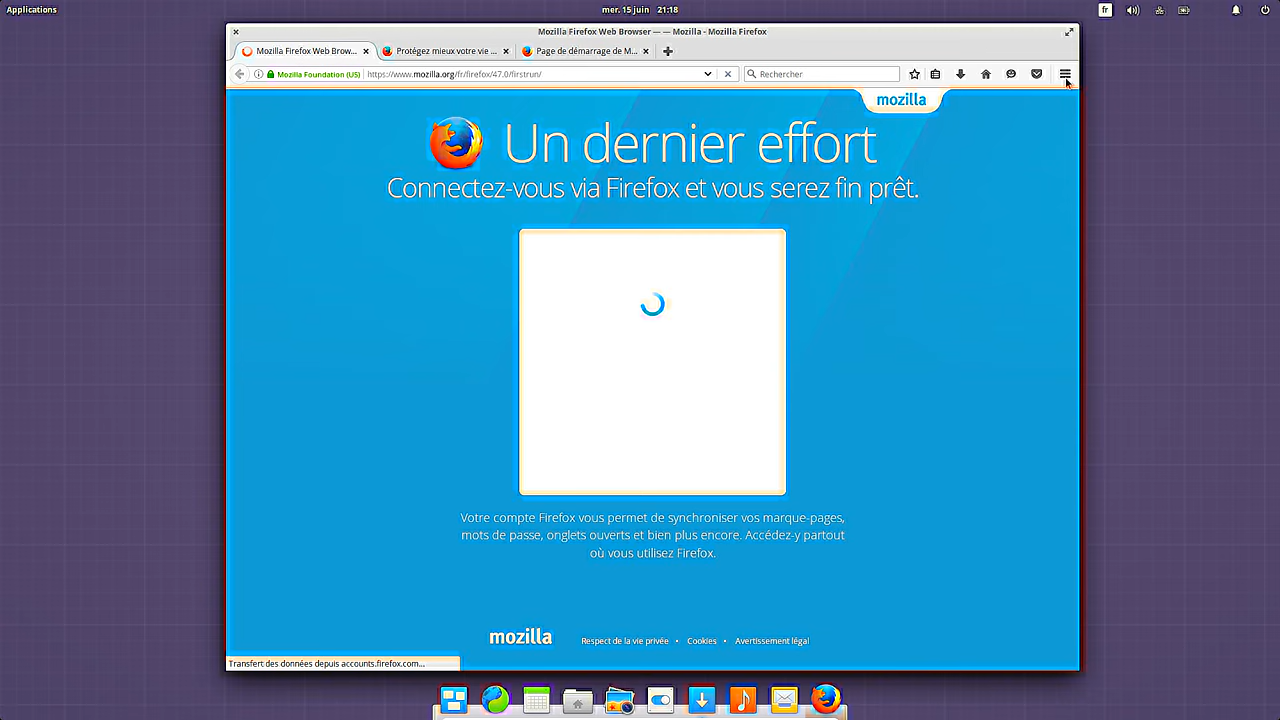 Applications
mer. 15 juin 21:18
fr
Mozilla Firefox Web Browser — — Mozilla - Mozilla Firefox
Mozilla Firefox Web Brow...
Protégez mieux votre vie ...
Page de démarrage de M...
Mozilla Foundation (US)
https://www.mozilla.org/fr/firefox/47.0/firstrun/
Rechercher
mozilla
Un dernier effort
Connectez-vous via Firefox et vous serez fin prêt.
Votre compte Firefox vous permet de synchroniser vos marque-pages,
mots de passe, onglets ouverts et bien plus encore. Accédez-y partout
où vous utilisez Firefox.
mozilla
Respect de la vie privée • Cookies • Avertissement légal
Transfert des données depuis accounts.firefox.com...